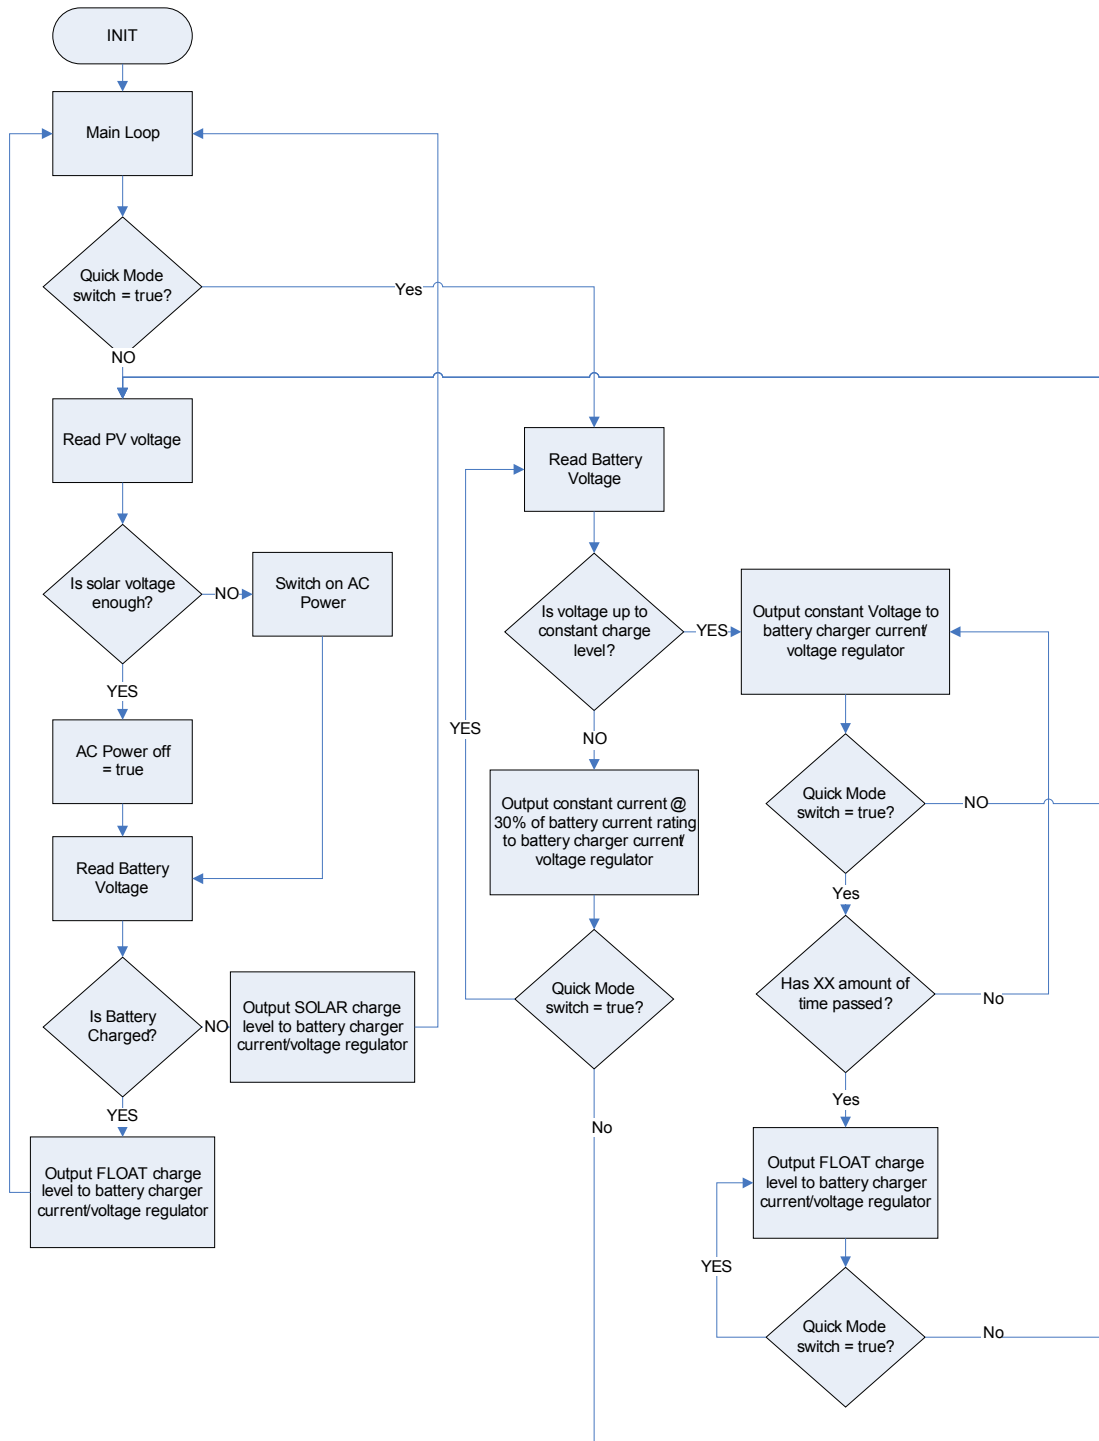 INIT
Main Loop
Quick Mode
switch = true?
Yes
NO
Read PV voltage
Is solar voltage
enough?
NO
Switch on AC
Power
YES
AC Power off
= true
Read Battery
Voltage
Is Battery
Charged?
NO
Output SOLAR charge
level to battery charger
current/voltage regulator
YES
Output FLOAT charge
level to battery charger
current/voltage regulator
Read Battery
Voltage
Is voltage up to
constant charge
level?
YES
NO
YES
Output constant current @
30% of battery current rating
to battery charger current/
voltage regulator
Quick Mode
switch = true?
No
Output constant Voltage to
battery charger current/
voltage regulator
Quick Mode
switch = true?
NO
Yes
Has XX amount of
time passed?
No
Yes
Output FLOAT charge
level to battery charger
current/voltage regulator
YES
Quick Mode
switch = true?
No